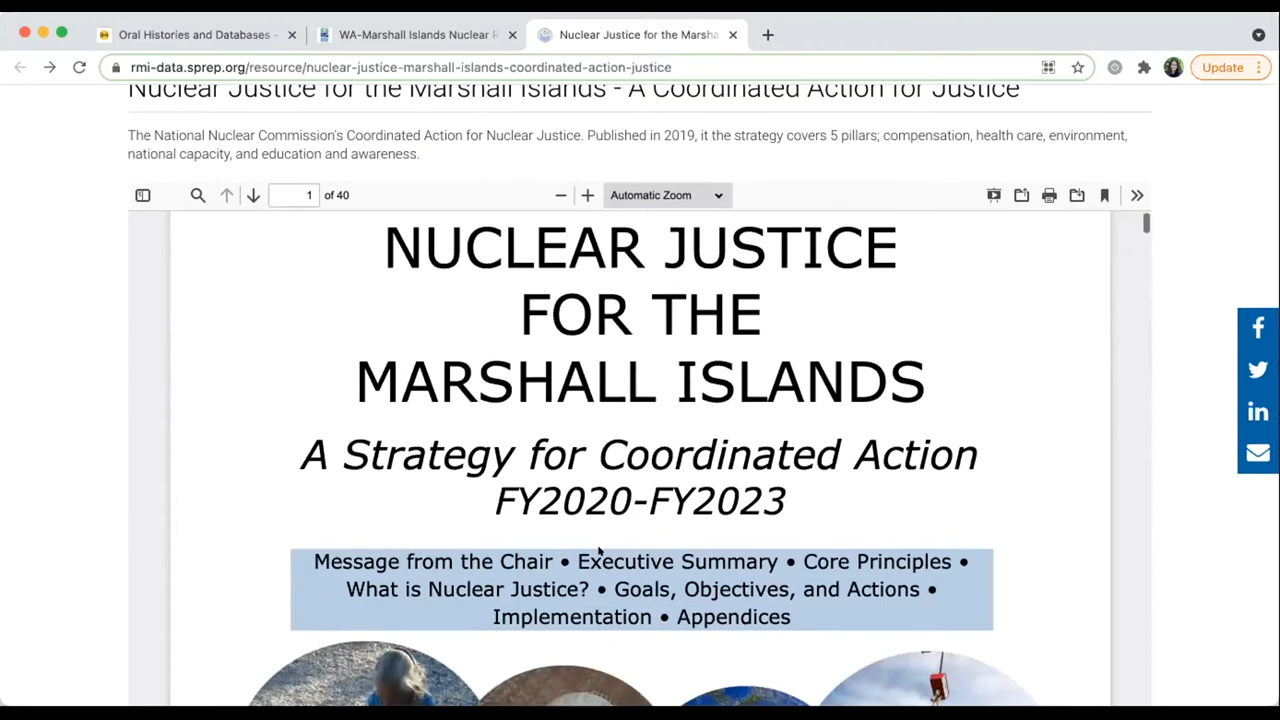 Oral Histories and Databases -
WA-Marshall Islands Nuclear R
Nuclear Justice for the Marsha
rmi-data.sprep.org/resource/nuclear-justice-marshall-islands-coordinated-action-justice
Update
Nuclear Justice for the Marshall Islands - A Coordinated Action for Justice
The National Nuclear Commission's Coordinated Action for Nuclear Justice. Published in 2019, it the strategy covers 5 pillars; compensation, health care, environment,
national capacity, and education and awareness.
1 of 40
Automatic Zoom
NUCLEAR JUSTICE
FOR THE
MARSHALL ISLANDS
A Strategy for Coordinated Action
FY2020-FY2023
Message from the Chair • Executive Summary • Core Principles •
What is Nuclear Justice? • Goals, Objectives, and Actions •
Implementation • Appendices